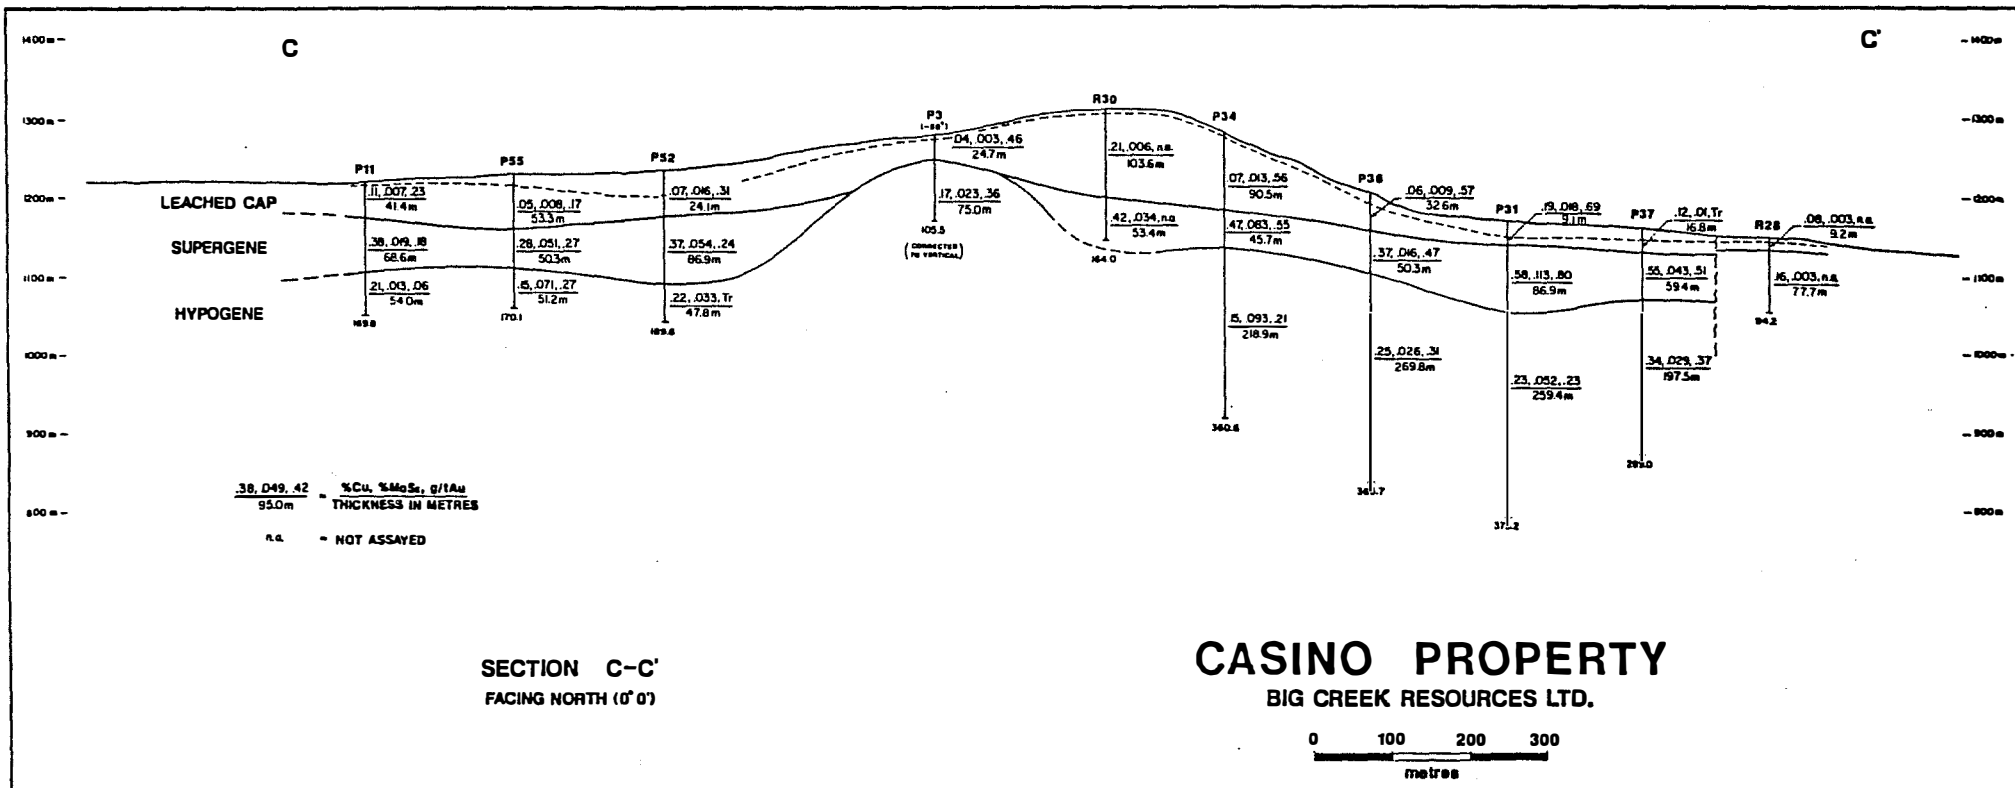 1400m
C
C'
1400m
1300m
1300m
1200m
1200m
1100m
1100m
1000m
1000m
900m
900m
800m
800m
LEACHED CAP
SUPERGENE
HYPOGENE
P11
.11, .007, .23
41.4m
.38, .019, .18
68.6m
.21, .013, .06
54.0m
169.8
P55
.05, .008, .17
53.3m
.28, .051, .27
50.3m
.15, .071, .27
51.2m
170.1
P52
.07, .016, .31
24.1m
.37, .054, .24
86.9m
.22, .033, Tr
47.8m
189.6
P3
.04, .003, .46
24.7m
.17, .023, .36
75.0m
105.5
(CORRECTED TO VERTICAL)
R30
.21, .006, n.a.
103.6m
.42, .034, n.a
53.4m
164.0
P34
.07, .013, .56
90.5m
.47, .083, .55
45.7m
.15, .093, .21
218.9m
360.6
P36
.06, .009, .57
32.6m
.37, .016, .47
50.3m
.25, .026, .31
269.8m
P31
.19, .018, .69
9.1m
.58, .113, .80
86.9m
.23, .052, .23
259.4m
P37
.12, .01, Tr
16.8m
.55, .043, .51
59.4m
.34, .029, .37
197.5m
R28
.08, .003, n.a.
9.2m
.16, .003, n.a.
77.7m
94.2
.38, .049, .42 = %Cu, %MoS₂, g/tAu
95.0m THICKNESS IN METRES
n.a. = NOT ASSAYED
SECTION C-C'
FACING NORTH (0° 0')
CASINO PROPERTY
BIG CREEK RESOURCES LTD.
0 100 200 300
metres